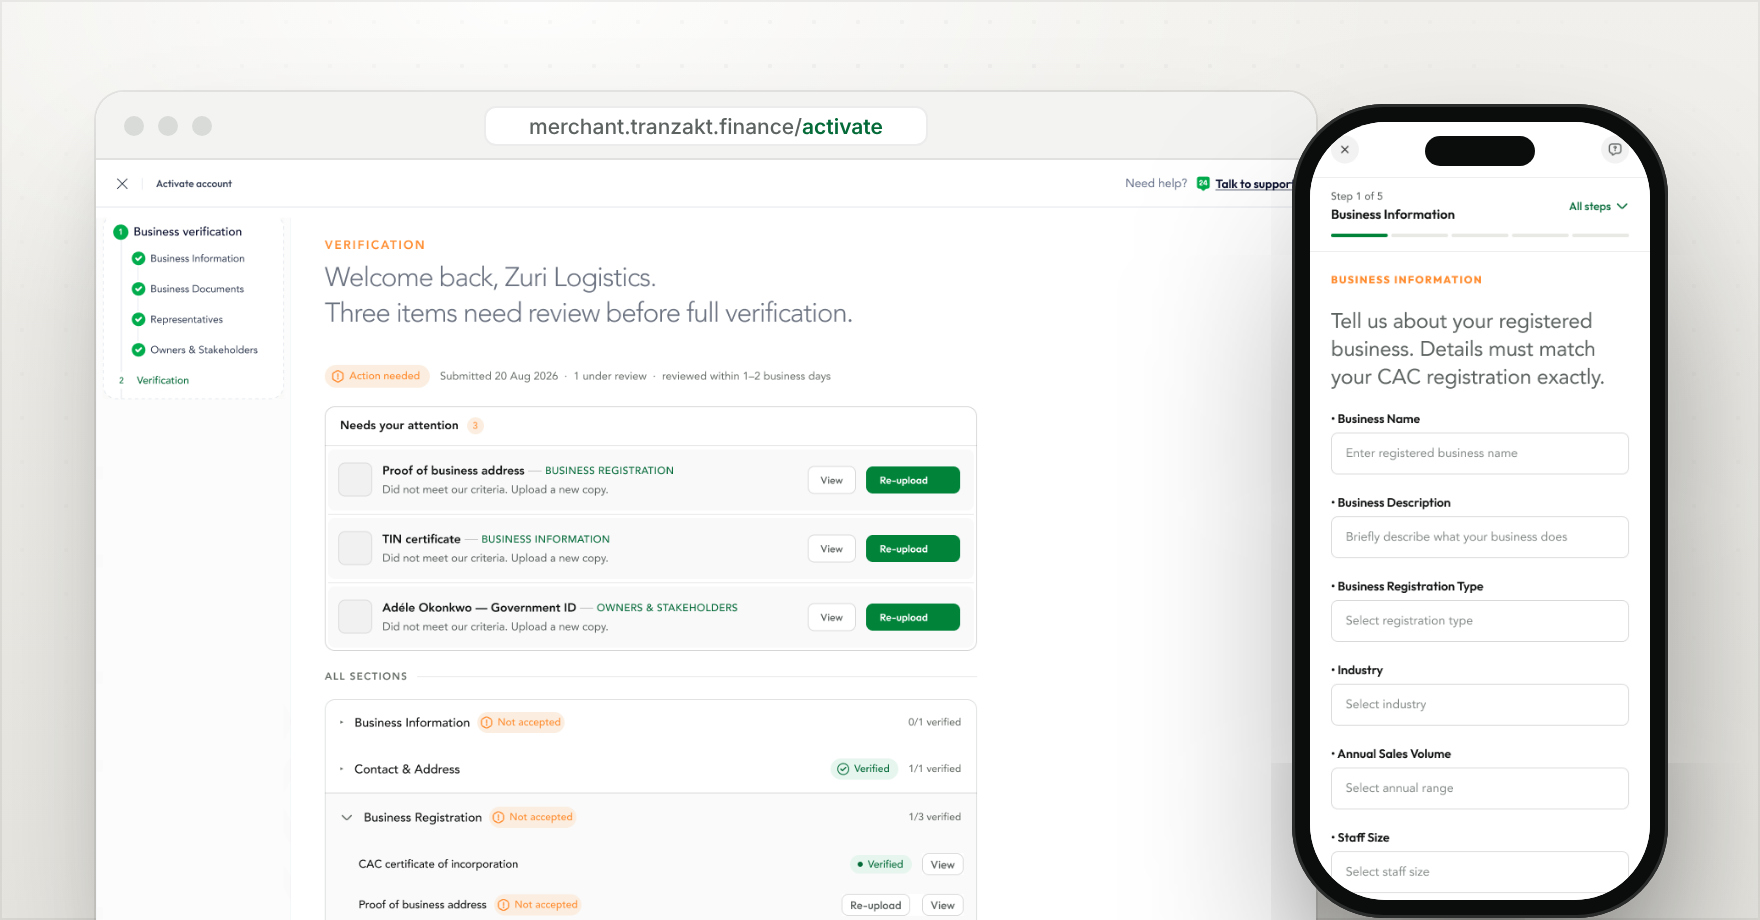 merchant.tranzakt.finance/activate
Activate account
Need help? 24 Talk to support
1 Business verification
Business Information
Business Documents
Representatives
Owners & Stakeholders
2 Verification
VERIFICATION
Welcome back, Zuri Logistics.
Three items need review before full verification.
Action needed Submitted 20 Aug 2026 · 1 under review · reviewed within 1–2 business days
Needs your attention 3
Proof of business address — BUSINESS REGISTRATION
Did not meet our criteria. Upload a new copy.
View Re-upload
TIN certificate — BUSINESS INFORMATION
Did not meet our criteria. Upload a new copy.
View Re-upload
Adéle Okonkwo — Government ID — OWNERS & STAKEHOLDERS
Did not meet our criteria. Upload a new copy.
View Re-upload
ALL SECTIONS
Business Information Not accepted 0/1 verified
Contact & Address Verified 1/1 verified
Business Registration Not accepted 1/3 verified
CAC certificate of incorporation • Verified View
Proof of business address Not accepted Re-upload View
Step 1 of 5
Business Information
All steps
BUSINESS INFORMATION
Tell us about your registered
business. Details must match
your CAC registration exactly.
• Business Name
Enter registered business name
• Business Description
Briefly describe what your business does
• Business Registration Type
Select registration type
• Industry
Select industry
• Annual Sales Volume
Select annual range
• Staff Size
Select staff size